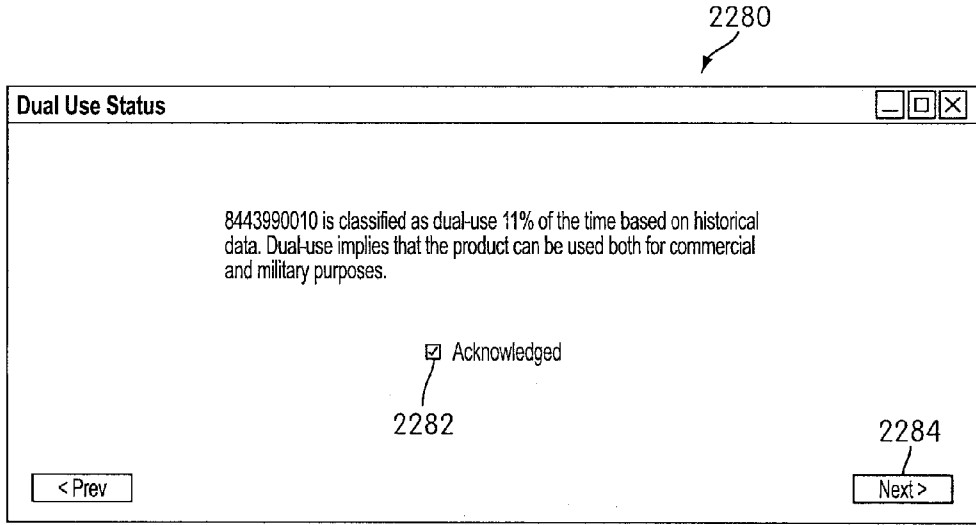 2280
Dual Use Status
8443990010 is classified as dual-use 11% of the time based on historical
data. Dual-use implies that the product can be used both for commercial
and military purposes.
Acknowledged
2282
2284
< Prev
Next >